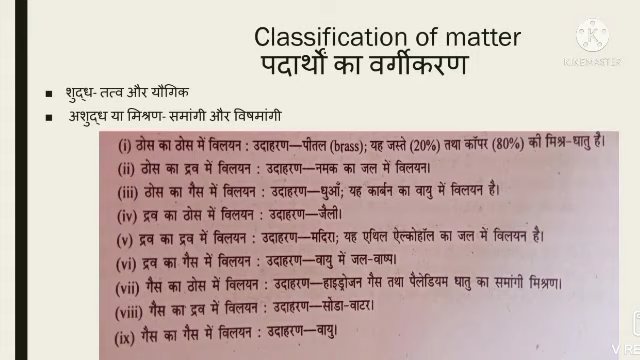 Classification of matter
पदार्थों का वर्गीकरण
K
KINEMASTER
▪ शुद्ध- तत्व और यौगिक
▪ अशुद्ध या मिश्रण- समांगी और विषमांगी
(i) ठोस का ठोस में विलयन : उदाहरण—पीतल (brass); यह जस्ते (20%) तथा कॉपर (80%) की मिश्र-धातु है।
(ii) ठोस का द्रव में विलयन : उदाहरण—नमक का जल में विलयन।
(iii) ठोस का गैस में विलयन : उदाहरण—धुआँ; यह कार्बन का वायु में विलयन है।
(iv) द्रव का ठोस में विलयन : उदाहरण—जैली।
(v) द्रव का द्रव में विलयन : उदाहरण—मदिरा; यह एथिल ऐल्कोहॉल का जल में विलयन है।
(vi) द्रव का गैस में विलयन : उदाहरण—वायु में जल-वाष्प।
(vii) गैस का ठोस में विलयन : उदाहरण—हाइड्रोजन गैस तथा पैलेडियम धातु का समांगी मिश्रण।
(viii) गैस का द्रव में विलयन : उदाहरण—सोडा-वाटर।
(ix) गैस का गैस में विलयन : उदाहरण—वायु।